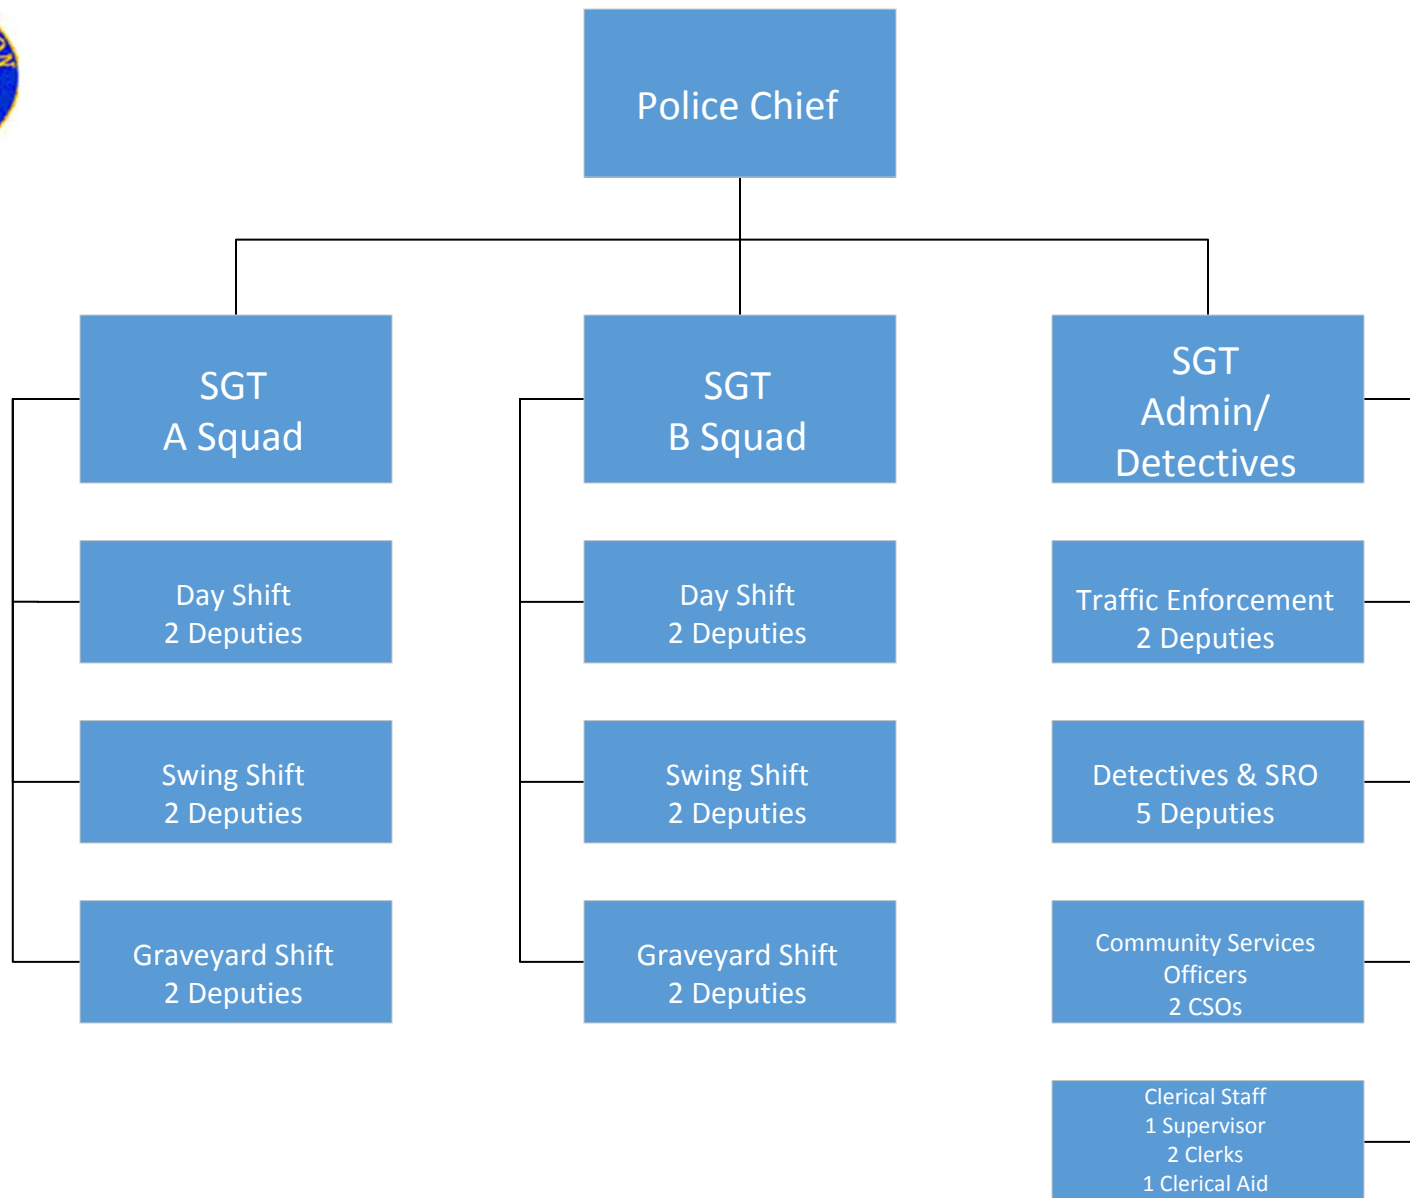 ON
Police Chief
SGT
A Squad
SGT
B Squad
SGT
Admin/
Detectives
Day Shift
2 Deputies
Day Shift
2 Deputies
Traffic Enforcement
2 Deputies
Swing Shift
2 Deputies
Swing Shift
2 Deputies
Detectives & SRO
5 Deputies
Graveyard Shift
2 Deputies
Graveyard Shift
2 Deputies
Community Services
Officers
2 CSOs
Clerical Staff
1 Supervisor
2 Clerks
1 Clerical Aid